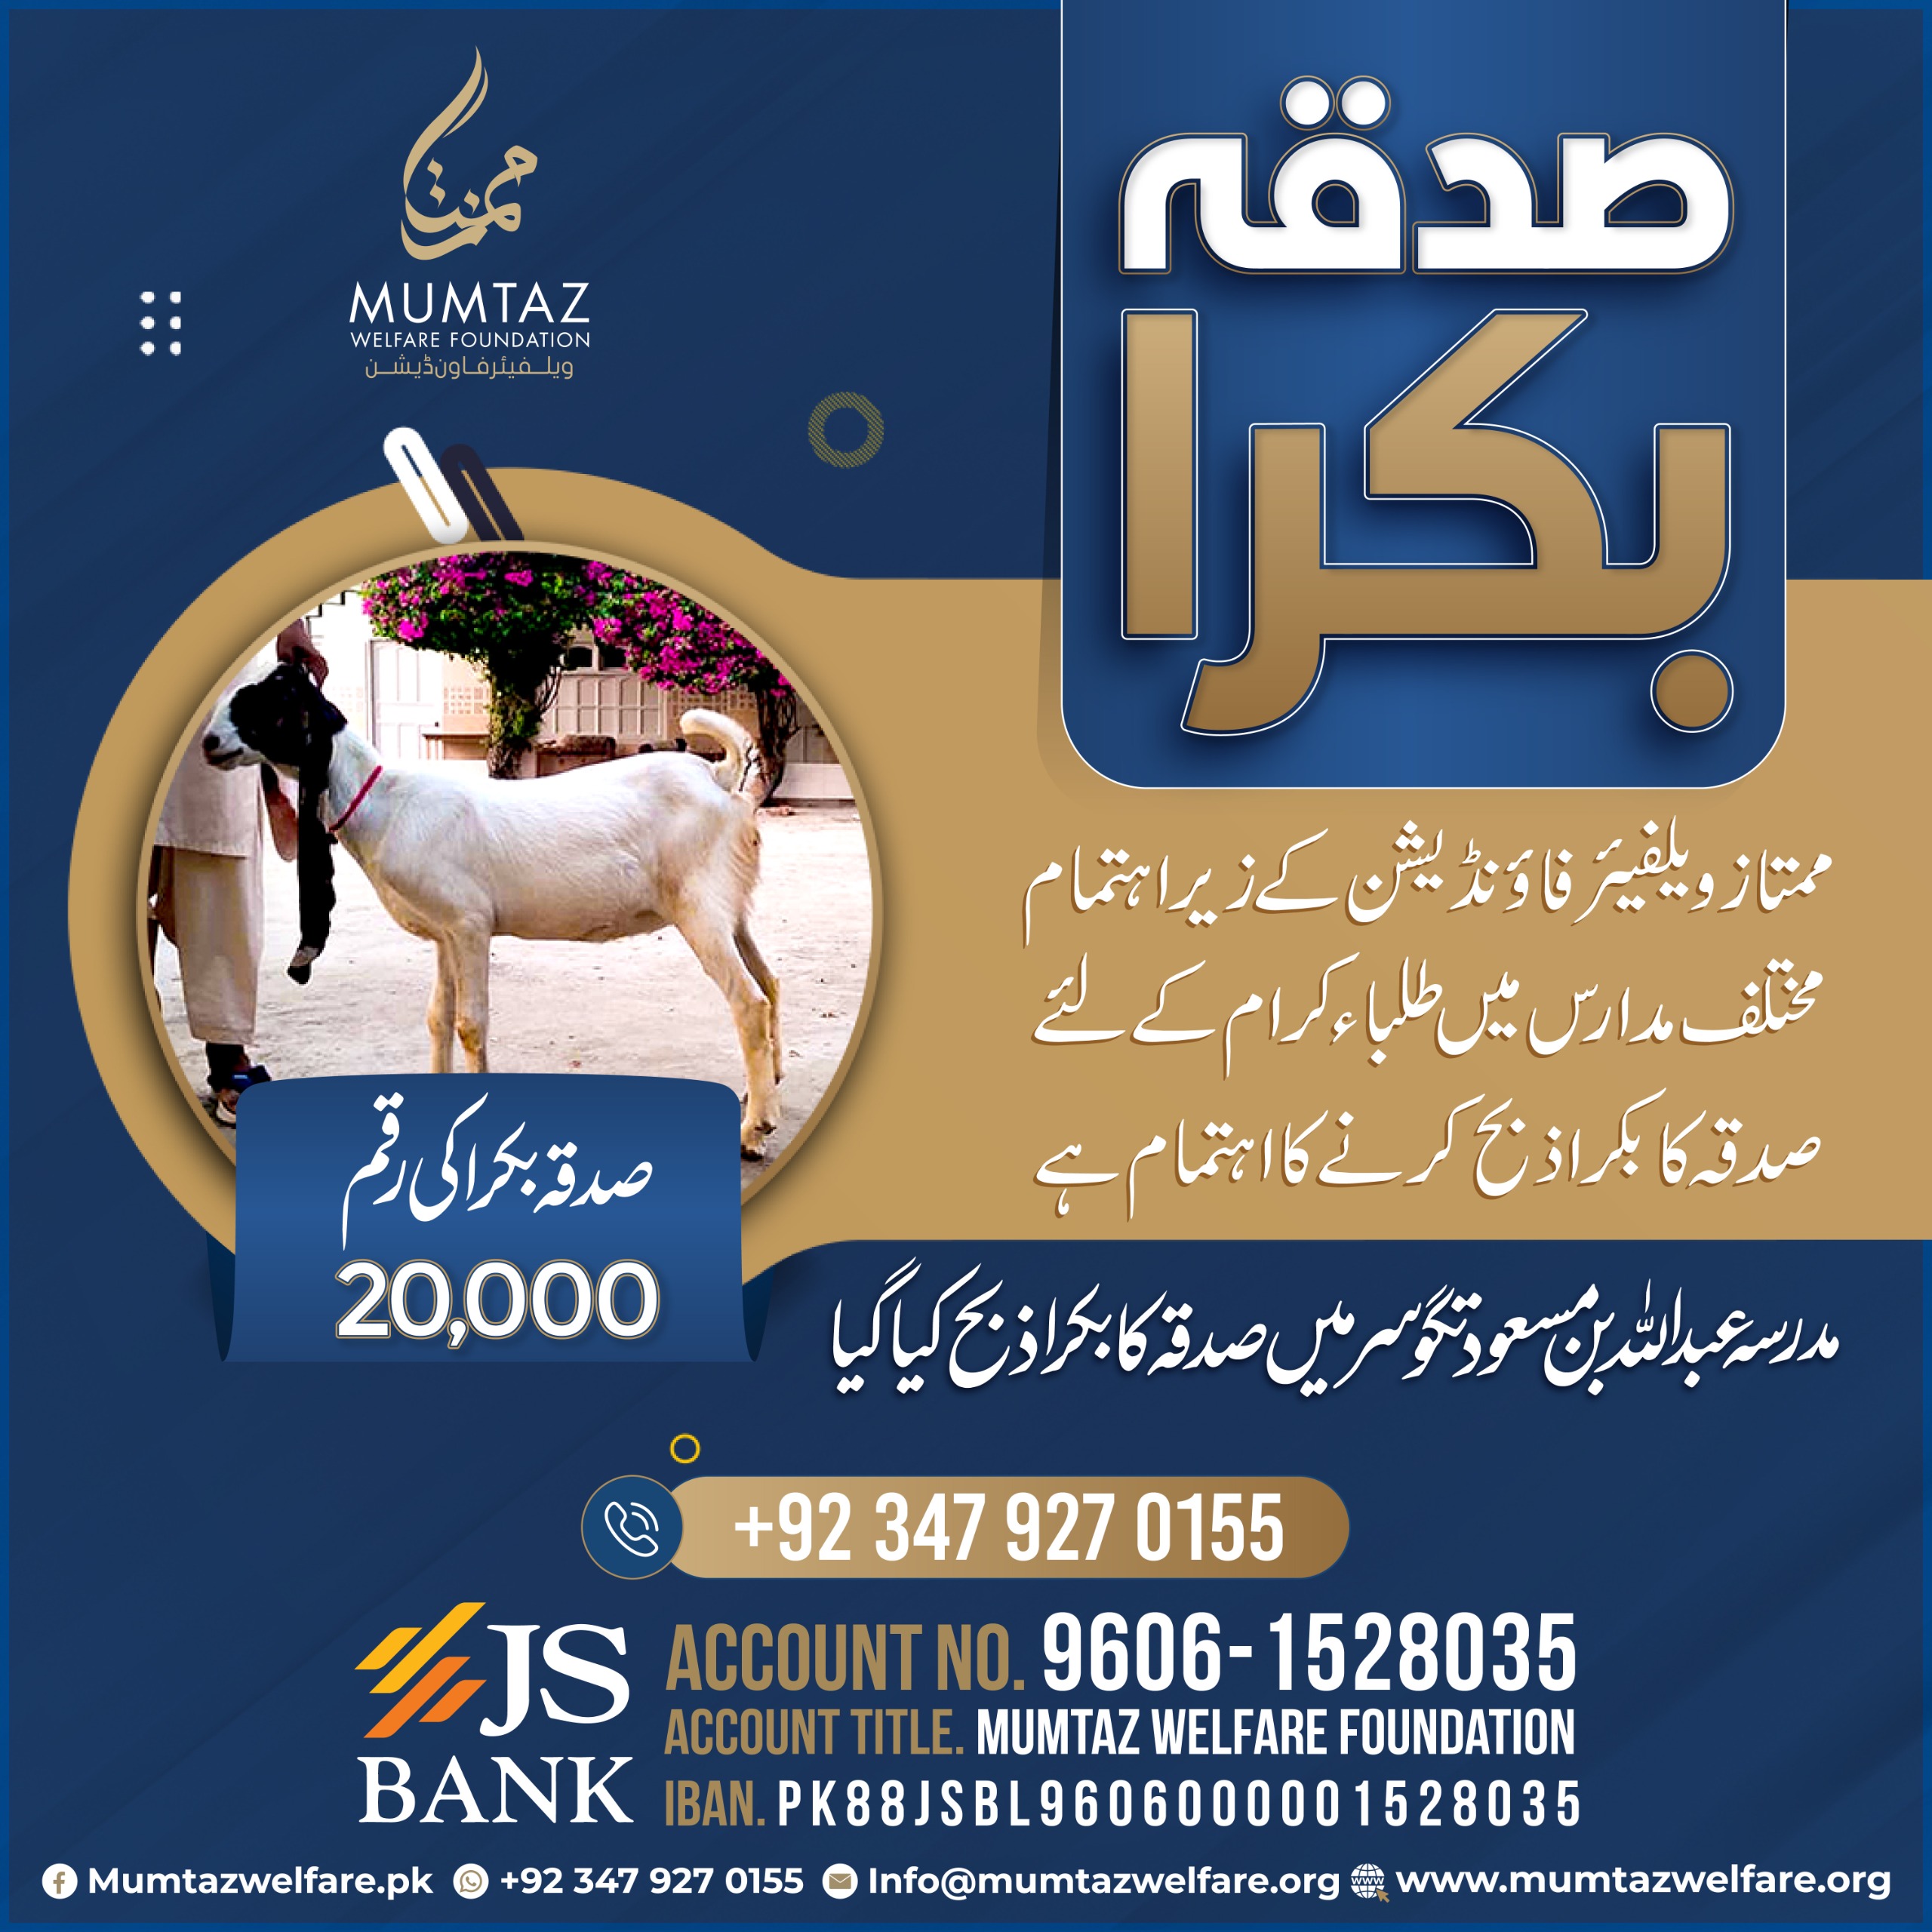 ممتاز
MUMTAZ
WELFARE FOUNDATION
ویلفیئر فاونڈیشن
صدقہ
بکرا
ممتاز ویلفیئر فاؤنڈیشن کے زیر اہتمام
مختلف مدارس میں طلباء کرام کے لئے
صدقہ کا بکرا ذبح کرنے کا اہتمام ہے
صدقہ بکرا کی رقم
20,000
مدرسہ عبداللہ بن مسعود تگوسر میں صدقہ کا بکرا ذبح کیا گیا
+92 347 927 0155
JS
BANK
ACCOUNT NO. 9606-1528035
ACCOUNT TITLE. MUMTAZ WELFARE FOUNDATION
IBAN. PK88JSBL9606000001528035
Mumtazwelfare.pk +92 347 927 0155 Info@mumtazwelfare.org www.mumtazwelfare.org